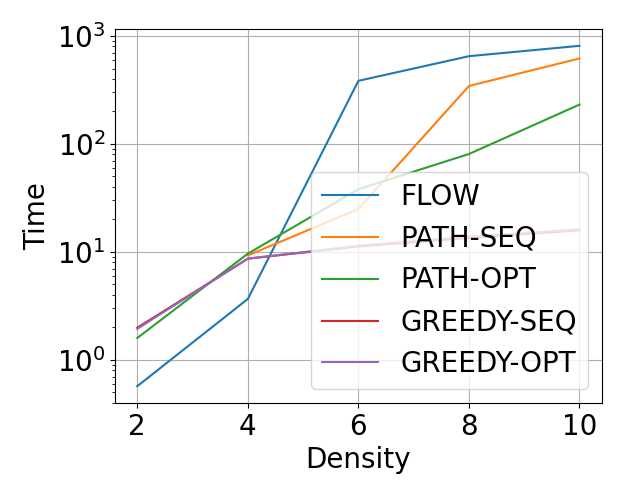 10³
10²
10¹
10⁰
Time
FLOW
PATH-SEQ
PATH-OPT
GREEDY-SEQ
GREEDY-OPT
2 4 6 8 10
Density